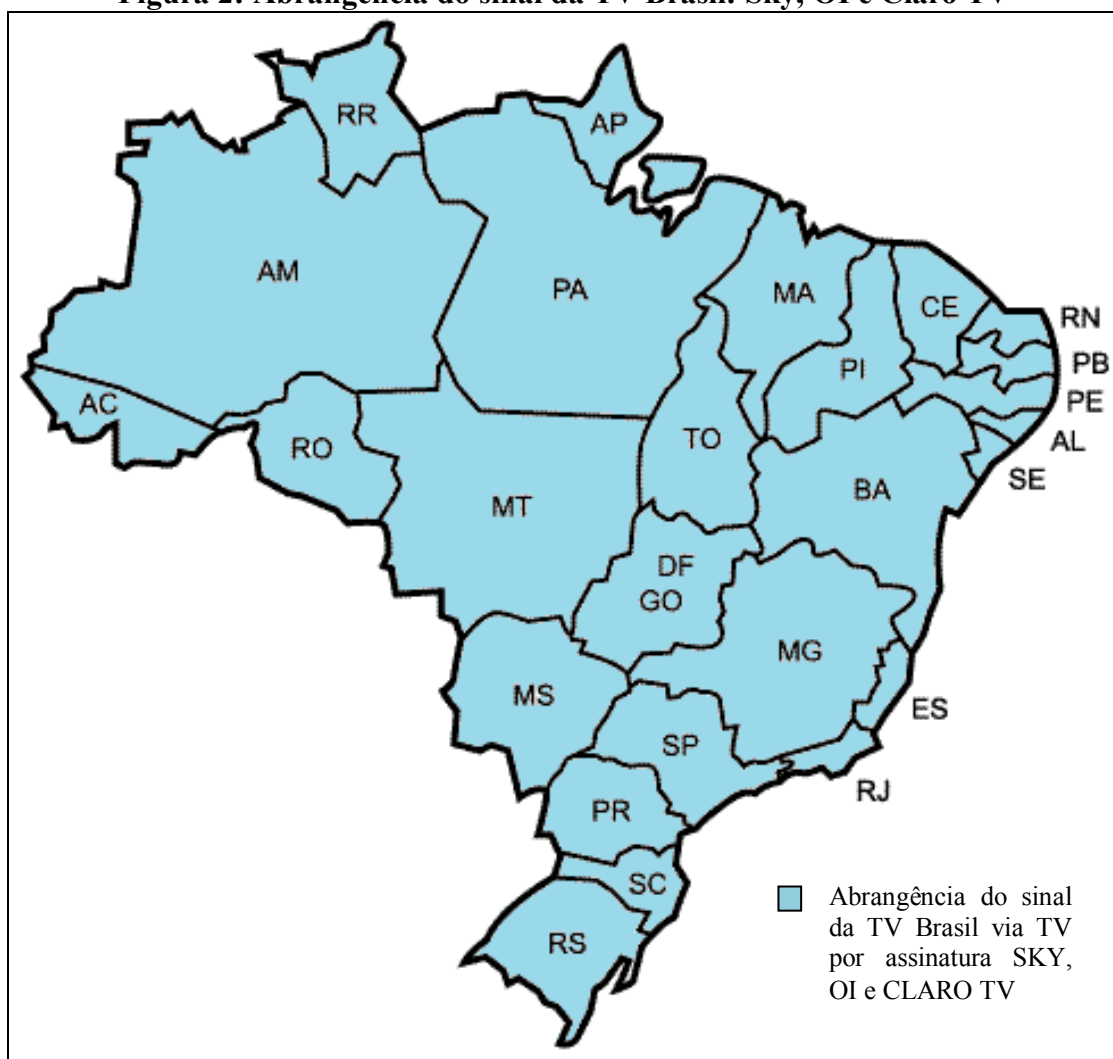 Figura 2: Abrangência do sinal da TV Brasil: Sky, OI e Claro TV
RR
AP
AM
PA
MA
CE
RN
PI
PB
AC
PE
TO
RO
AL
SE
BA
MT
DF
GO
MG
MS
ES
SP
RJ
PR
SC
RS
Abrangência do sinal
da TV Brasil via TV
por assinatura SKY,
OI e CLARO TV